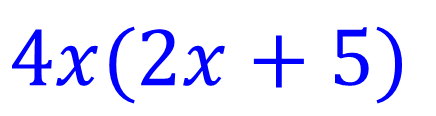 4x(2x + 5)